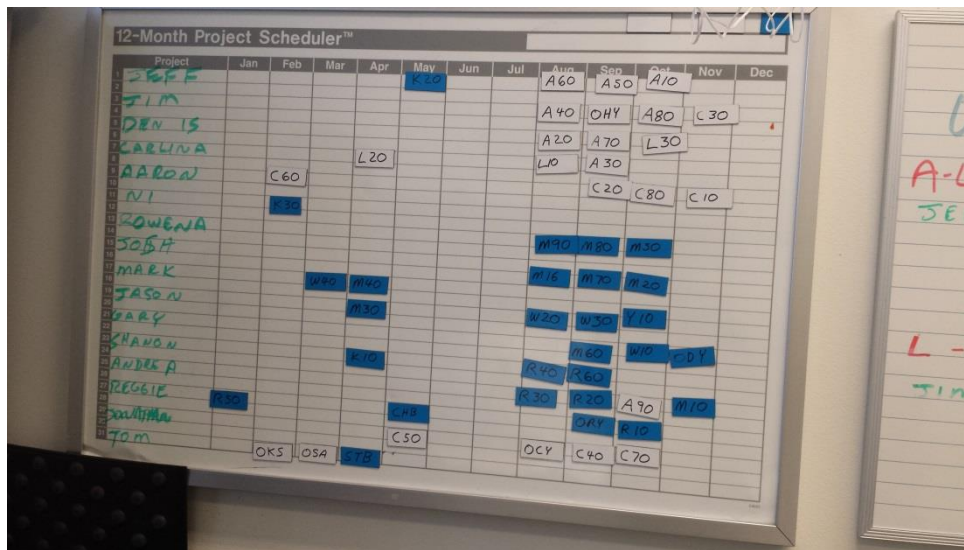 12-Month Project Scheduler™
Project Jan Feb Mar Apr May Jun Jul Aug Sep Oct Nov Dec
JEFF K20 A60 A50 A10
JIM A40 OHY A80 C30
DENIS A20 A70 L30
CARLINA L20 L10 A30
AARON C60 C20 C80 C10
NI K30
ROWENA
JOSH M90 M80 M50
MARK W40 M40 M16 M70 M20
JASON M30
GARY W20 W30 Y10
SHANON K10 M60 W10 ODY
ANDREA R40 R60
REGGIE R50 R30 R20 A90 M10
CHB ORY R10
TOM C50
OKS OSA STB OCY C40 C70
A-
JE
L -
JIM